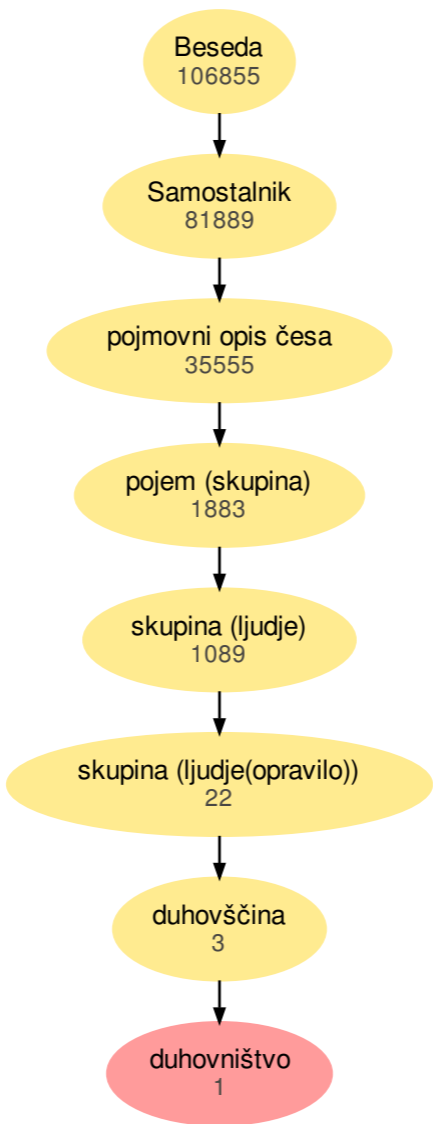 Beseda
106855
Samostalnik
81889
pojmovni opis česa
35555
pojem (skupina)
1883
skupina (ljudje)
1089
skupina (ljudje(opravilo))
22
duhovščina
3
duhovništvo
1